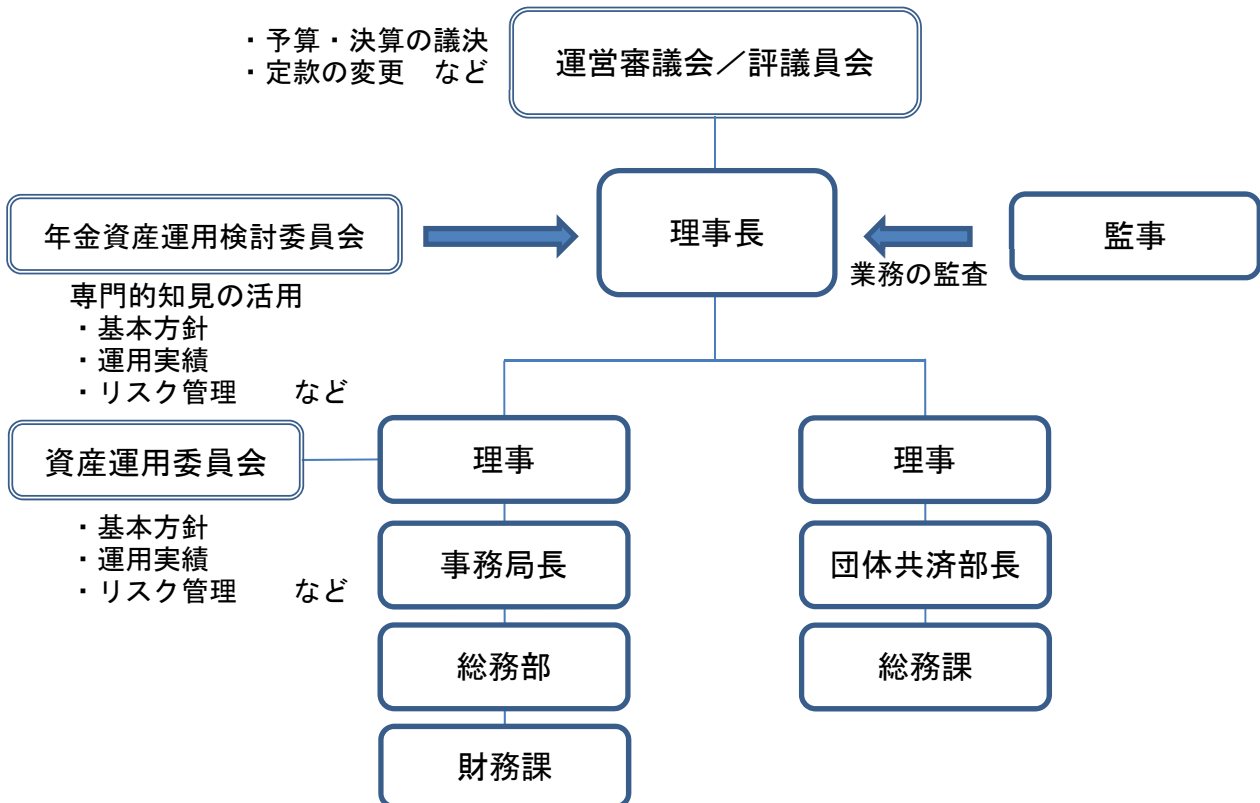 ・予算・決算の議決
・定款の変更　など
運営審議会／評議員会
年金資産運用検討委員会
理事長
監事
業務の監査
専門的知見の活用
・基本方針
・運用実績
・リスク管理　　など
資産運用委員会
理事
理事
・基本方針
・運用実績
・リスク管理　　など
事務局長
団体共済部長
総務部
総務課
財務課